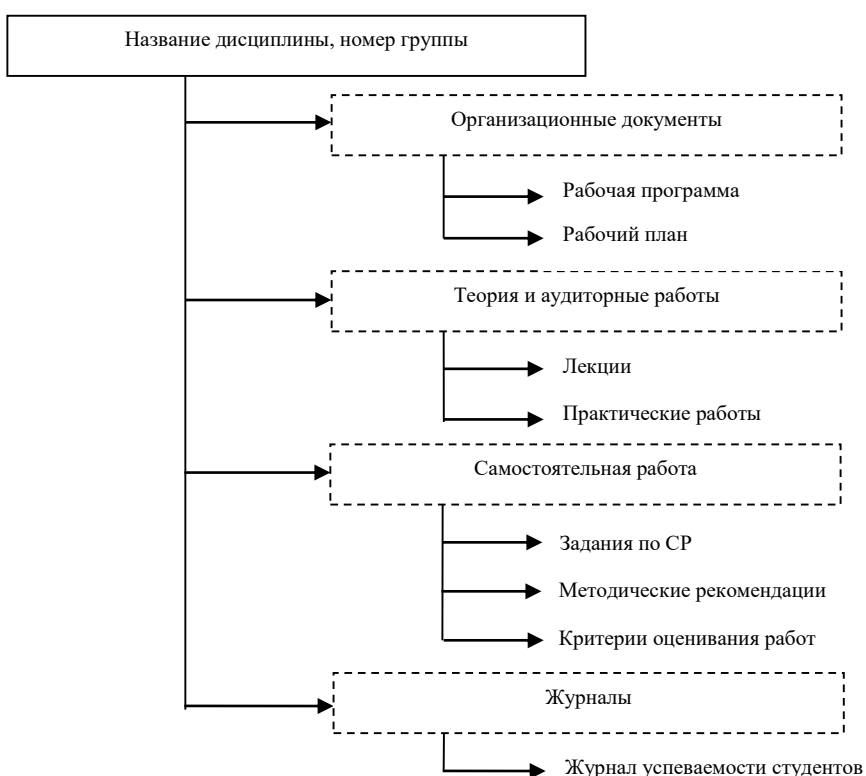 Название дисциплины, номер группы
Организационные документы
Рабочая программа
Рабочий план
Теория и аудиторные работы
Лекции
Практические работы
Самостоятельная работа
Задания по СР
Методические рекомендации
Критерии оценивания работ
Журналы
Журнал успеваемости студентов